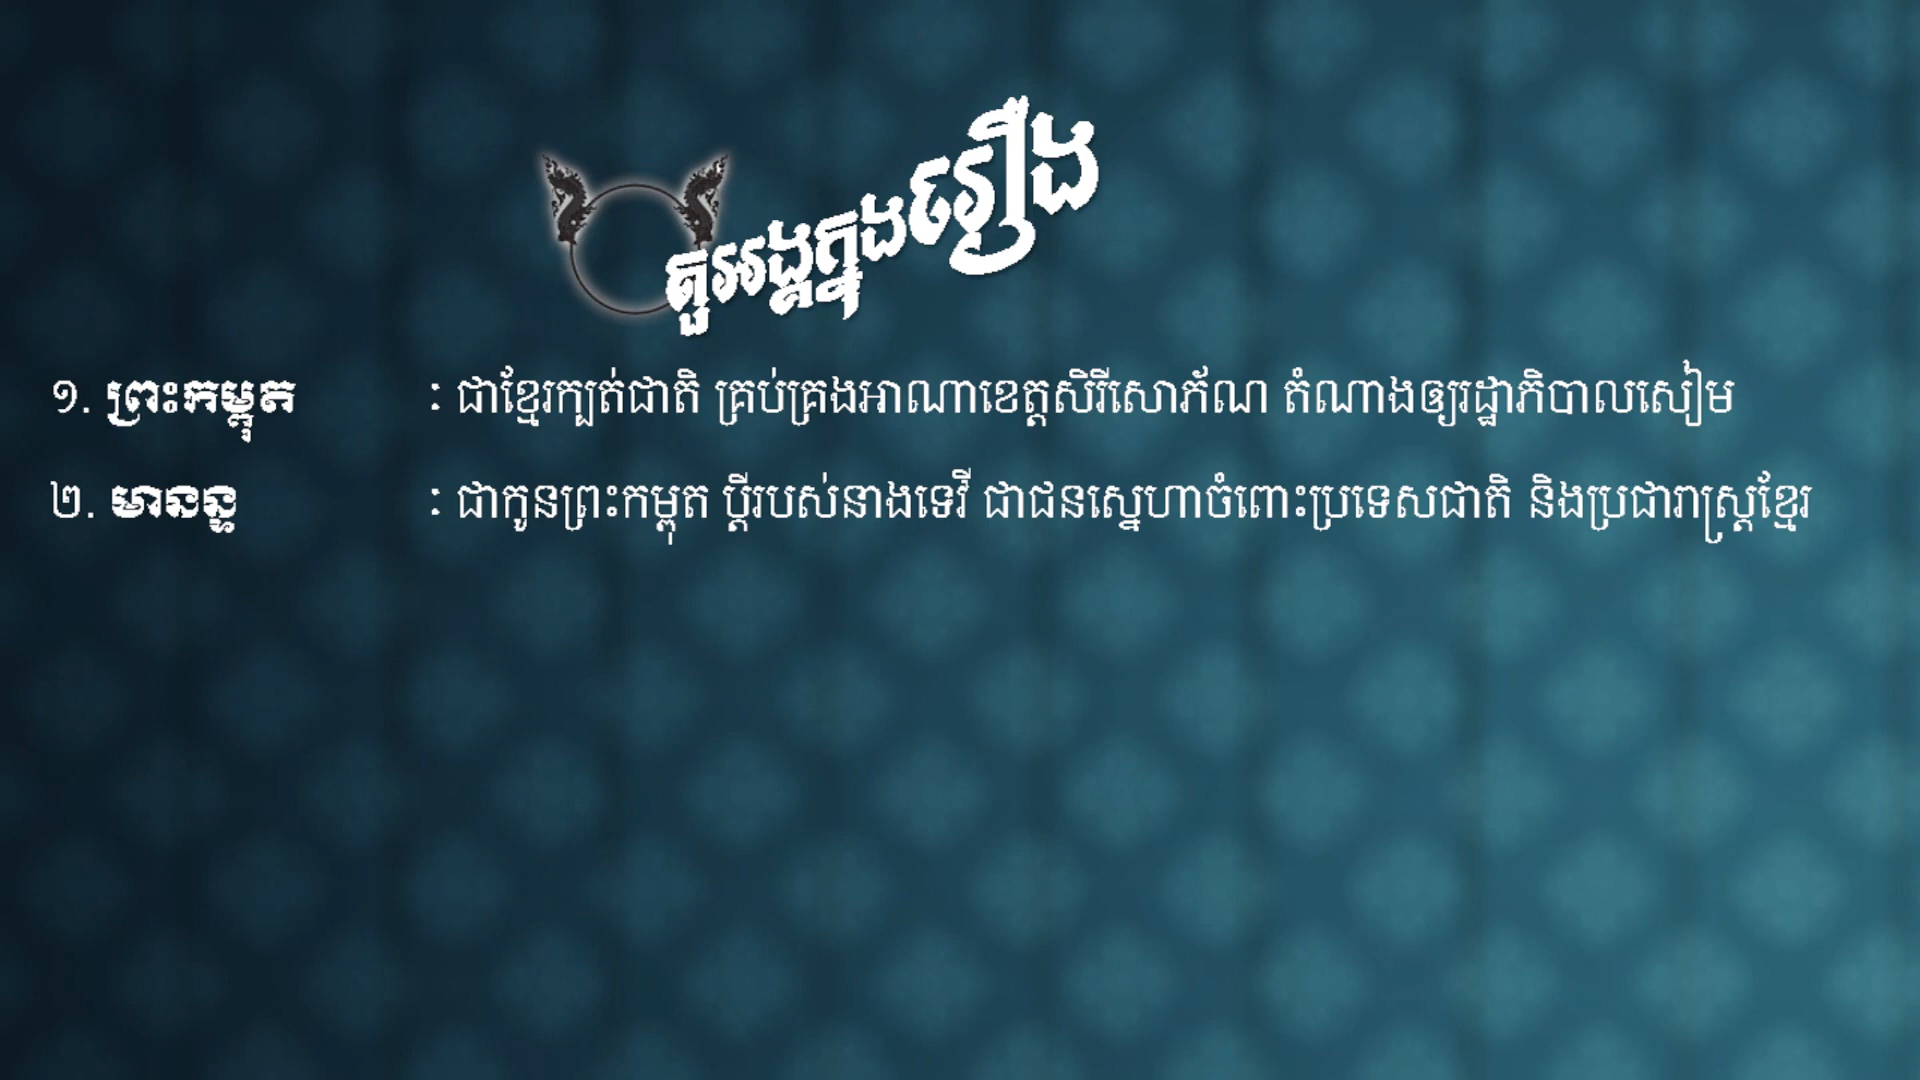 តួអង្គក្នុងរឿង
១. ព្រះកម្ពុត : ជាខ្មែរក្បត់ជាតិ គ្រប់គ្រងអាណាខេត្តសិរីសោភ័ណ តំណាងឲ្យរដ្ឋាភិបាលសៀម
២. មានន្ទ : ជាកូនព្រះកម្ពុត ប្ដីរបស់នាងទេវី ជាជនស្នេហាចំពោះប្រទេសជាតិ និងប្រជារាស្ត្រខ្មែរ